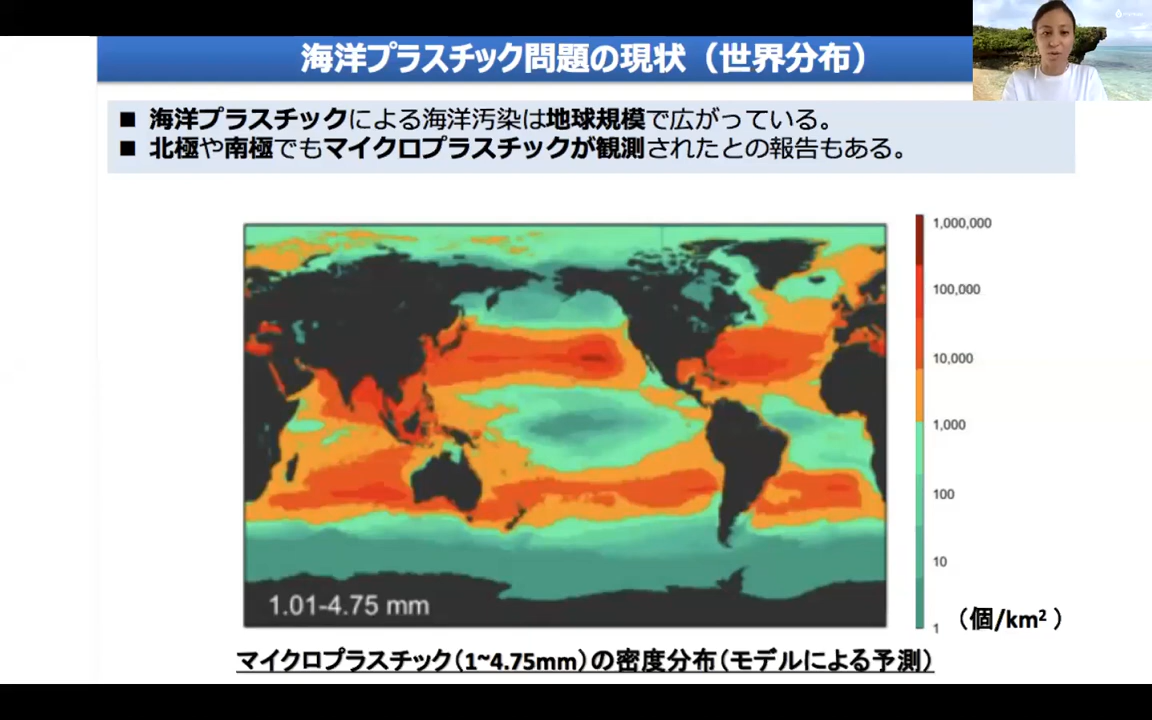 海洋プラスチック問題の現状（世界分布）
■ 海洋プラスチックによる海洋汚染は地球規模で広がっている。
■ 北極や南極でもマイクロプラスチックが観測されたとの報告もある。
1,000,000
100,000
10,000
1,000
100
10
1
（個/km²）
1.01-4.75 mm
マイクロプラスチック（1~4.75mm）の密度分布（モデルによる予測）